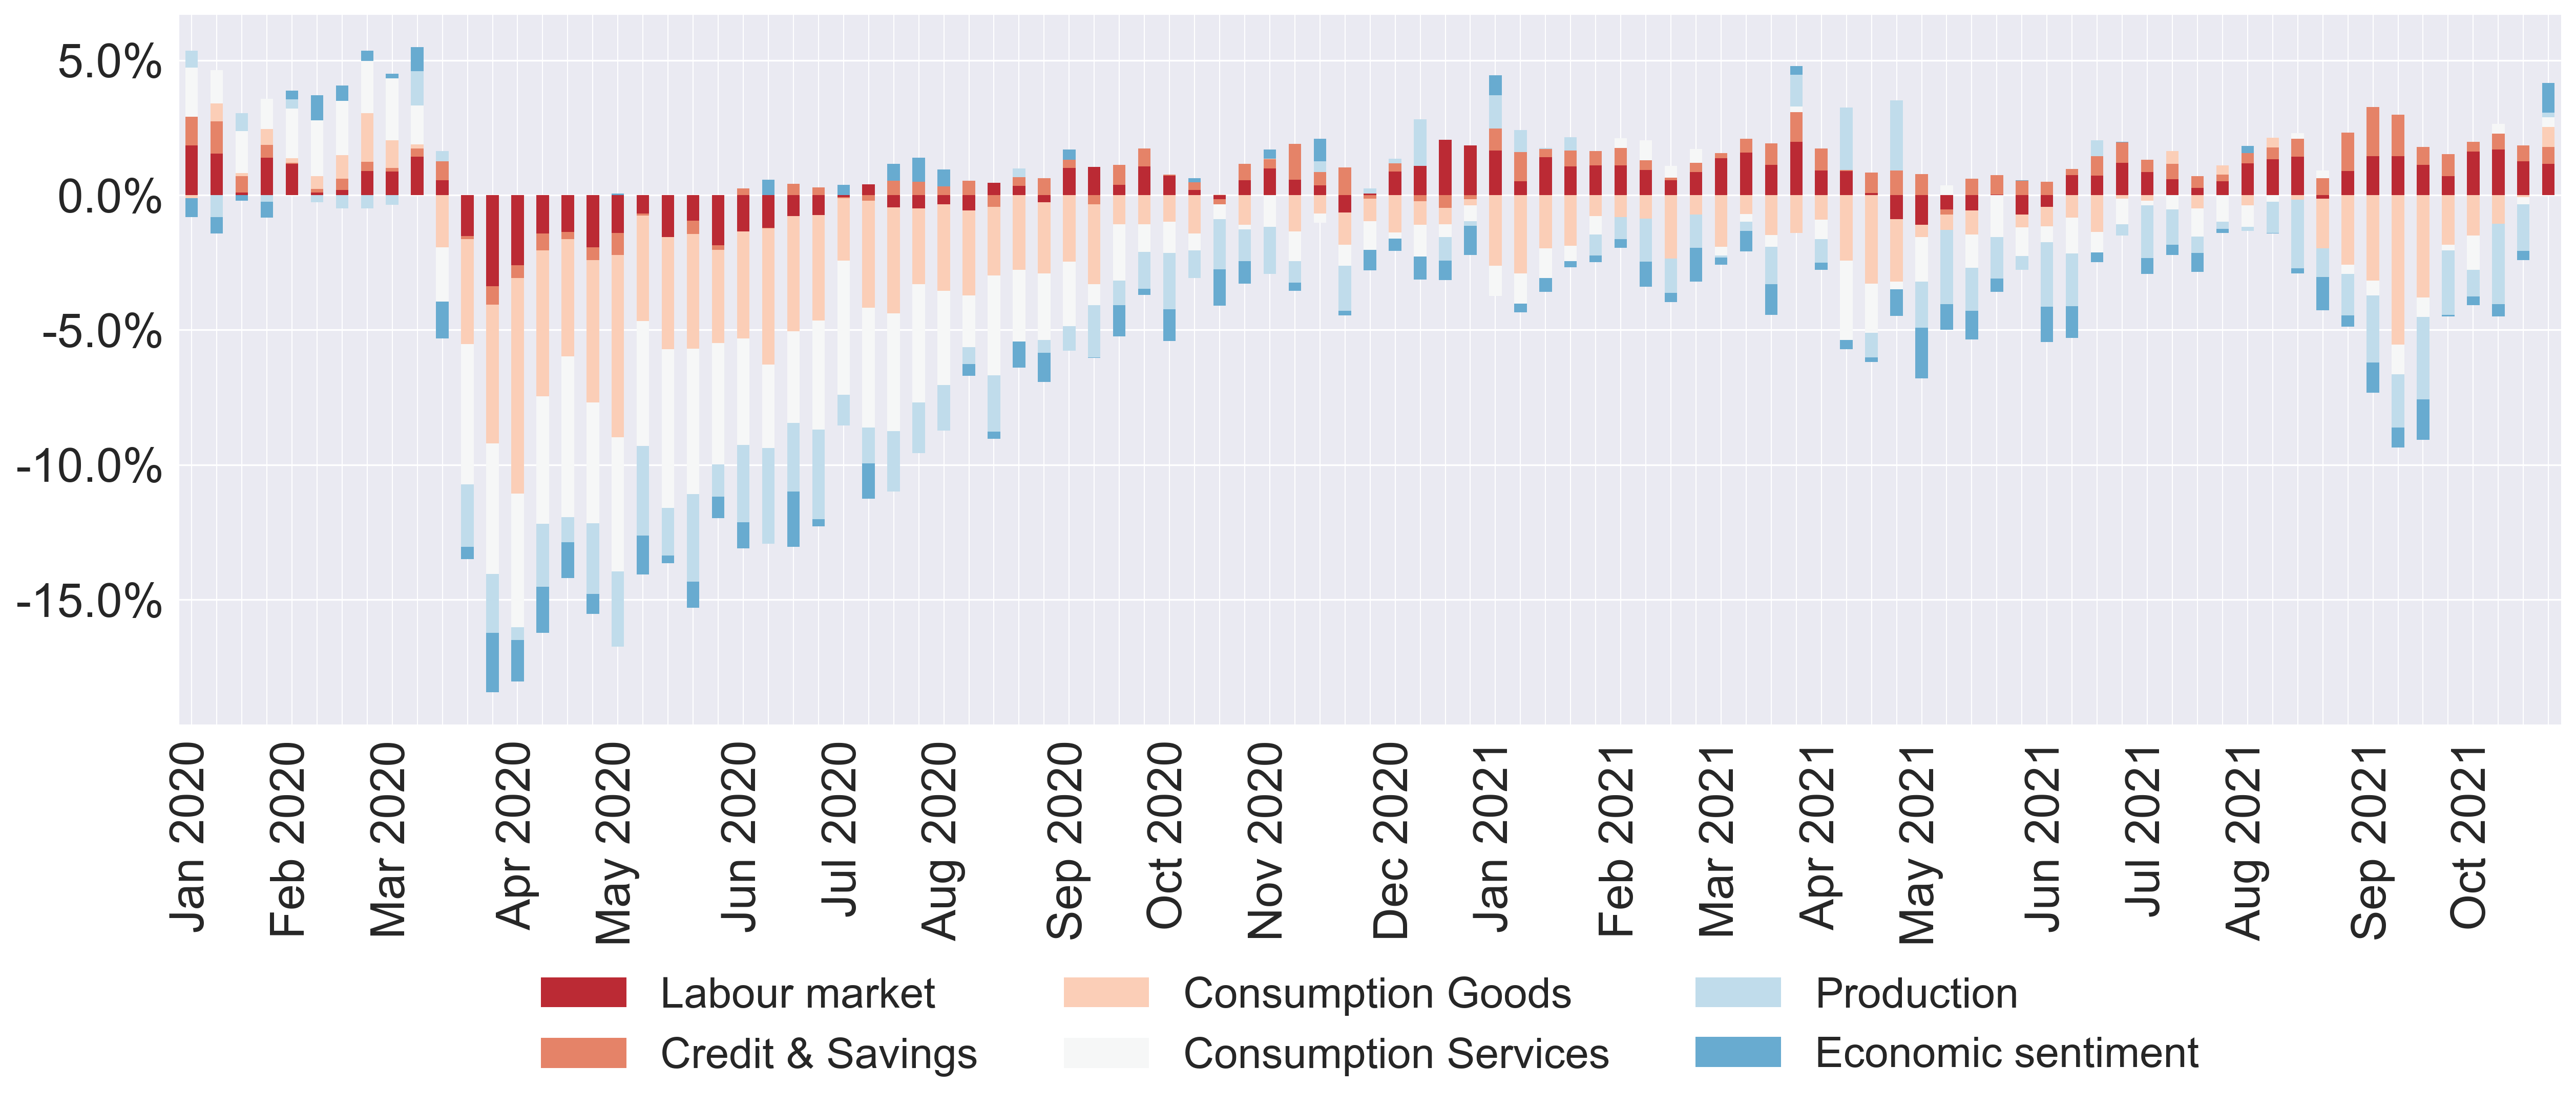 5.0%
0.0%
-5.0%
-10.0%
-15.0%
Jan 2020
Feb 2020
Mar 2020
Apr 2020
May 2020
Jun 2020
Jul 2020
Aug 2020
Sep 2020
Oct 2020
Nov 2020
Dec 2020
Jan 2021
Feb 2021
Mar 2021
Apr 2021
May 2021
Jun 2021
Jul 2021
Aug 2021
Sep 2021
Oct 2021
Labour market
Consumption Goods
Production
Credit & Savings
Consumption Services
Economic sentiment